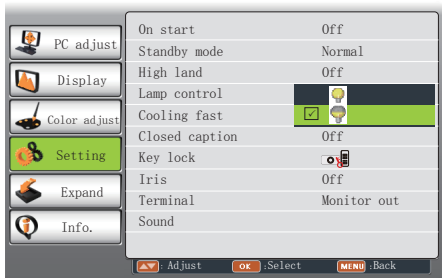 PC adjust
Display
Color adjust
Setting
Expand
Info.
On start Off
Standby mode Normal
High land Off
Lamp control
Cooling fast
Closed caption Off
Key lock
Iris Off
Terminal Monitor out
Sound
: Adjust OK :Select MENU :Back